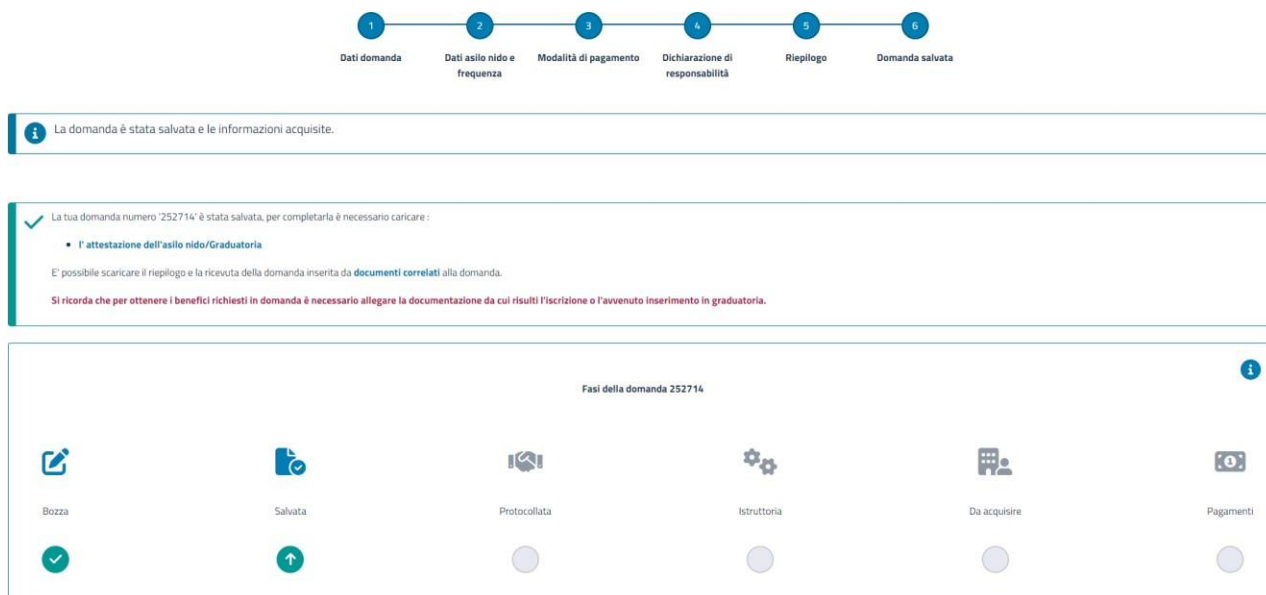 1 2 3 4 5 6
Dati domanda Dati asilo nido e Modalità di pagamento Dichiarazione di Riepilogo Domanda salvata
frequenza responsabilità
La domanda è stata salvata e le informazioni acquisite.
La tua domanda numero '252714' è stata salvata, per completarla è necessario caricare :
• l' attestazione dell'asilo nido/Graduatoria
E' possibile scaricare il riepilogo e la ricevuta della domanda inserita da documenti correlati alla domanda.
Si ricorda che per ottenere i benefici richiesti in domanda è necessario allegare la documentazione da cui risulti l'iscrizione o l'avvenuto inserimento in graduatoria.
Fasi della domanda 252714
Bozza Salvata Protocollata Istruttoria Da acquisire Pagamenti